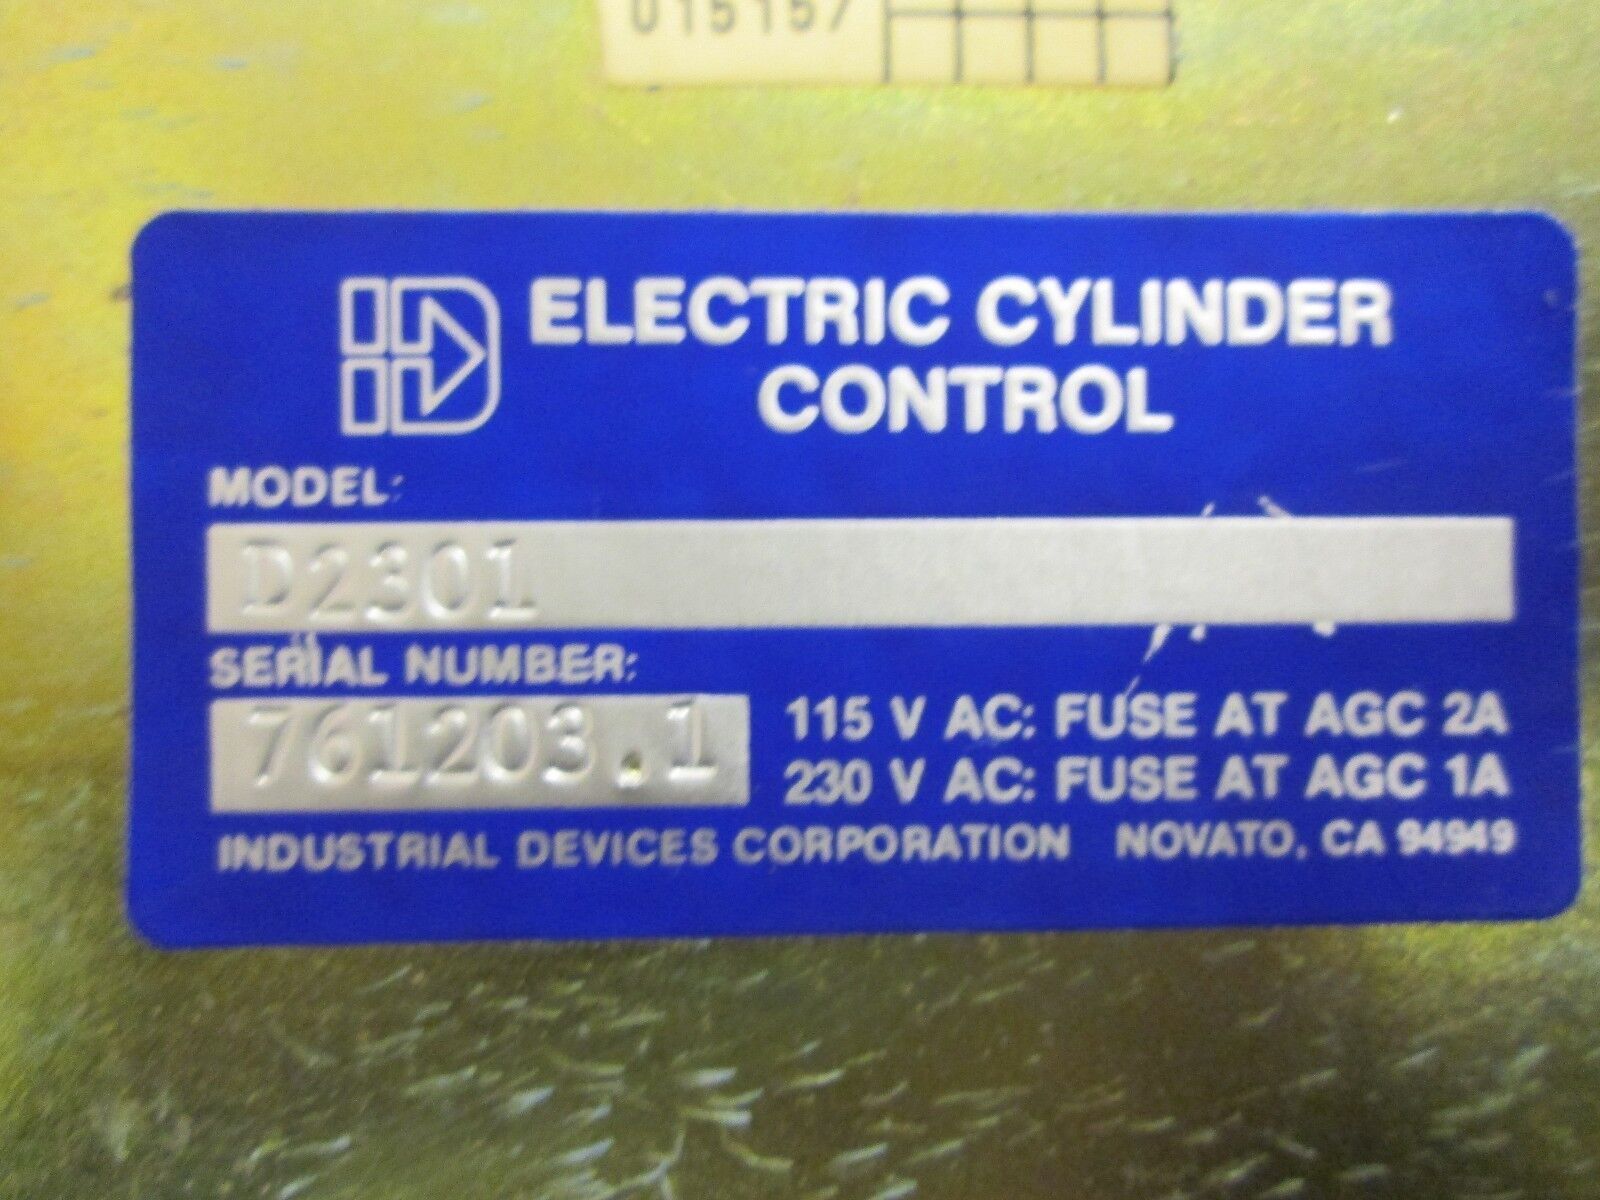 015157
ID ELECTRIC CYLINDER
CONTROL
MODEL:
D2301
SERIAL NUMBER:
761203.1
115 V AC: FUSE AT AGC 2A
230 V AC: FUSE AT AGC 1A
INDUSTRIAL DEVICES CORPORATION NOVATO, CA 94949